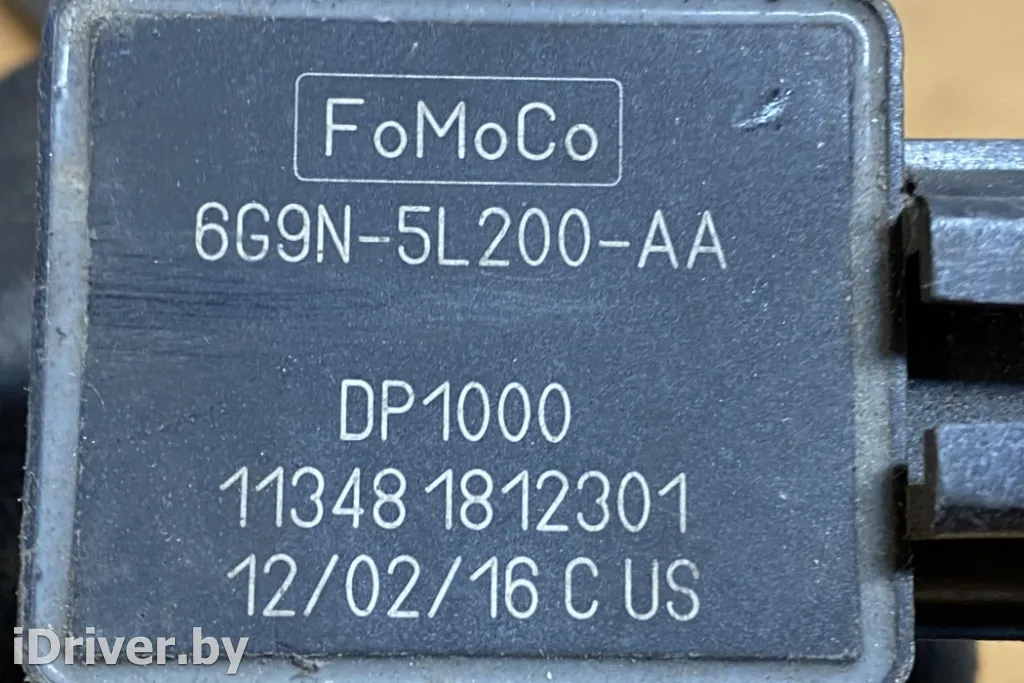 FoMoCo
6G9N-5L200-AA
DP1000
11348 1812301
12/02/16 C US
iDriver.by